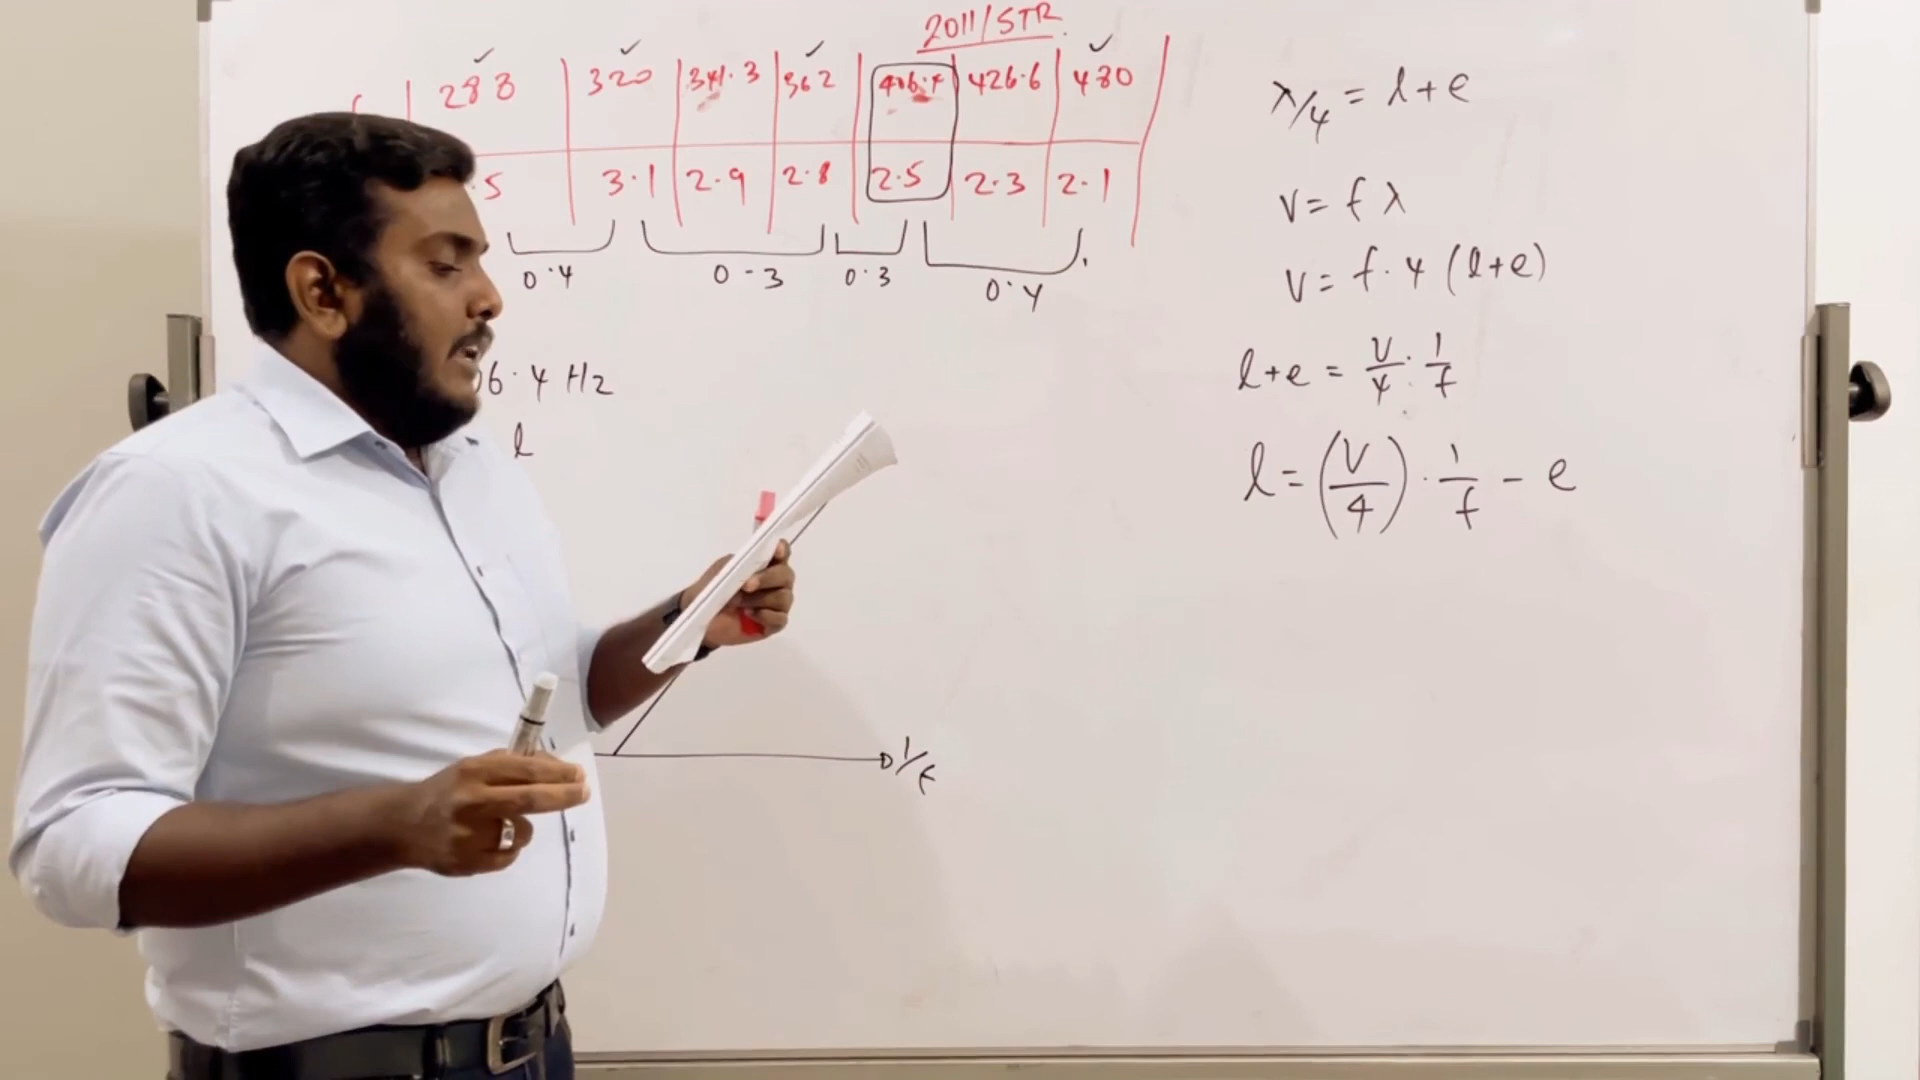 2011/STR
288 320 341.3 362 406.4 426.6 480
.5 3.1 2.9 2.8 2.5 2.3 2.1
0.4 0-3 0.3 0.4
6.4 Hz
l
1/f
λ/4 = l+e
v = f λ
v = f. 4 (l+e)
l+e = v/4 . 1/f
l = (v/4) . 1/f - e